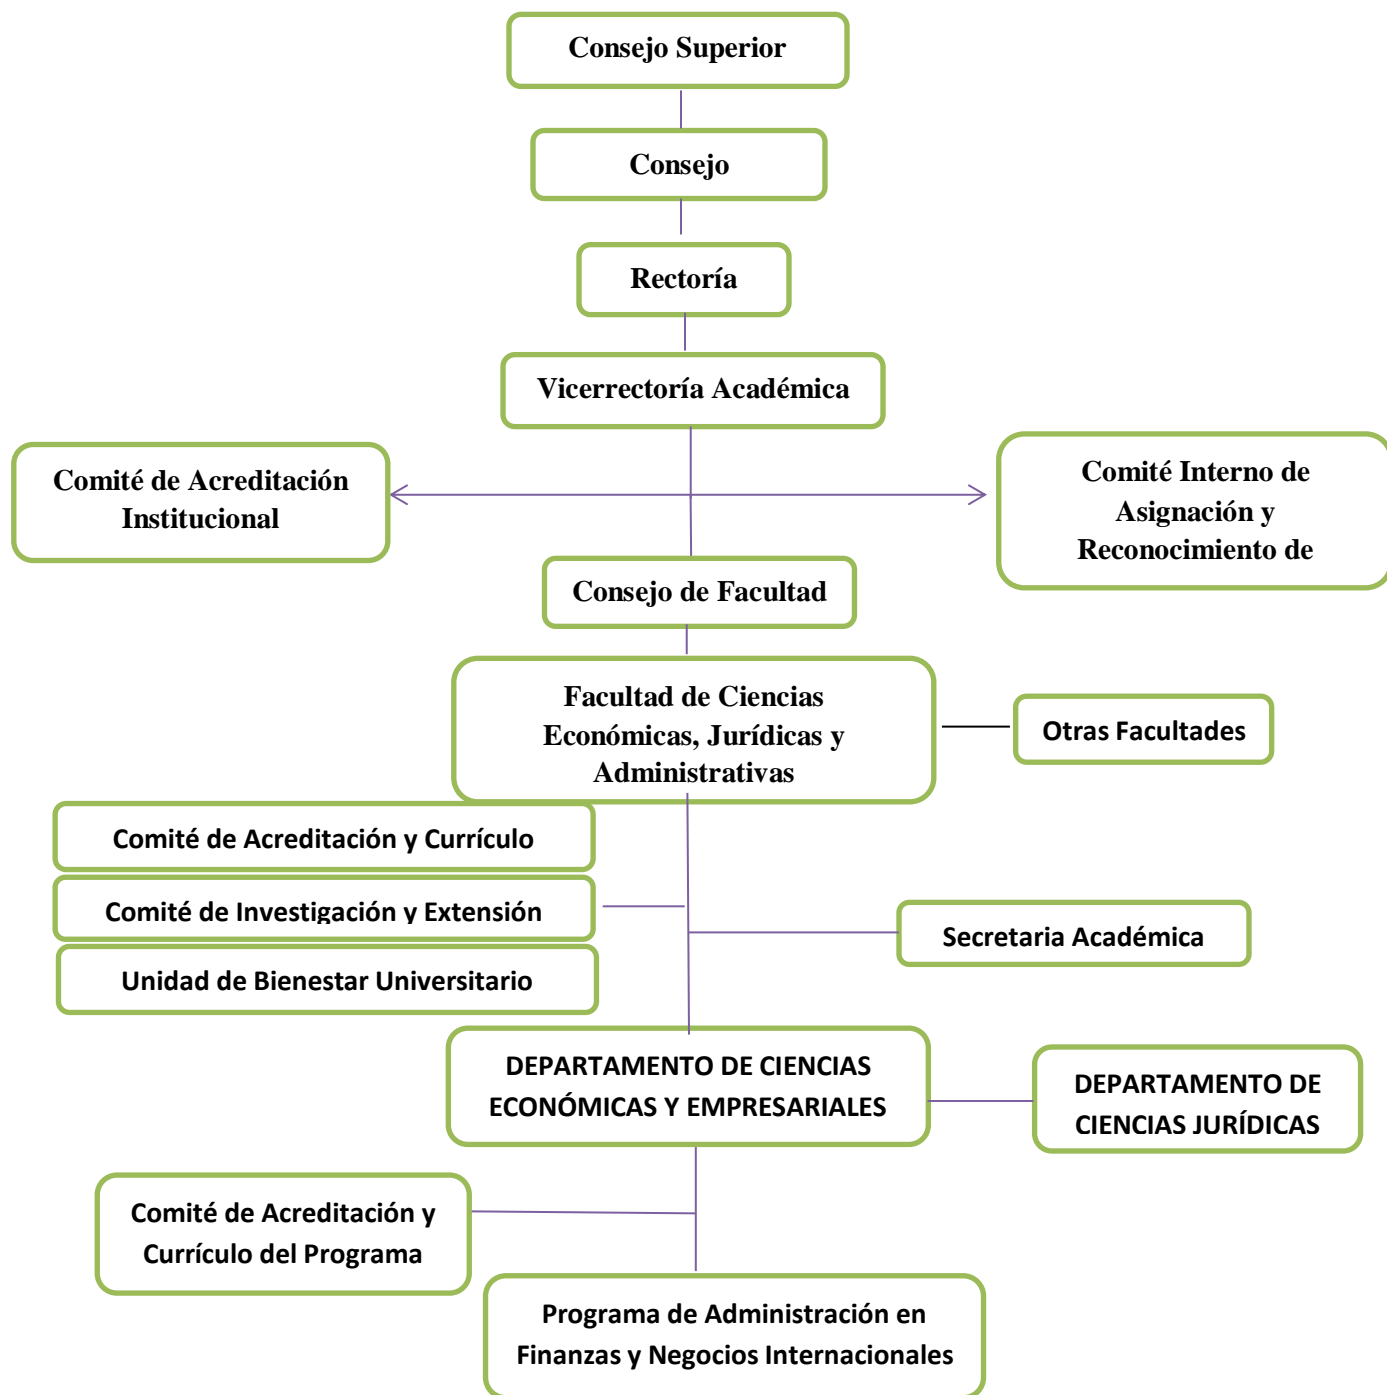 Consejo Superior
Consejo
Rectoría
Vicerrectoría Académica
Comité de Acreditación
Institucional
Comité Interno de
Asignación y
Reconocimiento de
Consejo de Facultad
Facultad de Ciencias
Económicas, Jurídicas y
Administrativas
Otras Facultades
Comité de Acreditación y Currículo
Comité de Investigación y Extensión
Unidad de Bienestar Universitario
Secretaria Académica
DEPARTAMENTO DE CIENCIAS
ECONÓMICAS Y EMPRESARIALES
DEPARTAMENTO DE
CIENCIAS JURÍDICAS
Comité de Acreditación y
Currículo del Programa
Programa de Administración en
Finanzas y Negocios Internacionales